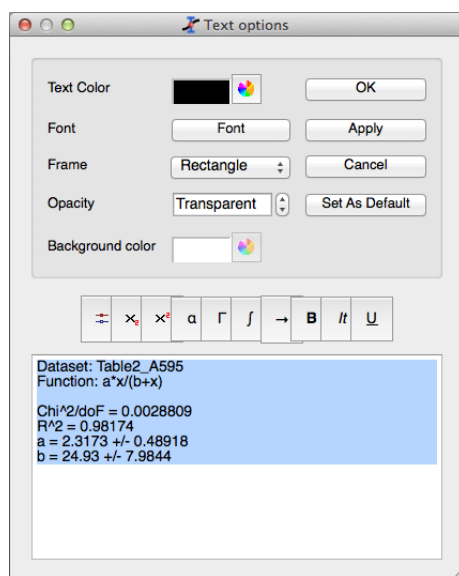 Text options
Text Color
OK
Font
Font
Apply
Frame
Rectangle
Cancel
Opacity
Transparent
Set As Default
Background color
x₂ x² α Γ ∫ → B It U
Dataset: Table2_A595
Function: a*x/(b+x)
Chi^2/doF = 0.0028809
R^2 = 0.98174
a = 2.3173 +/- 0.48918
b = 24.93 +/- 7.9844